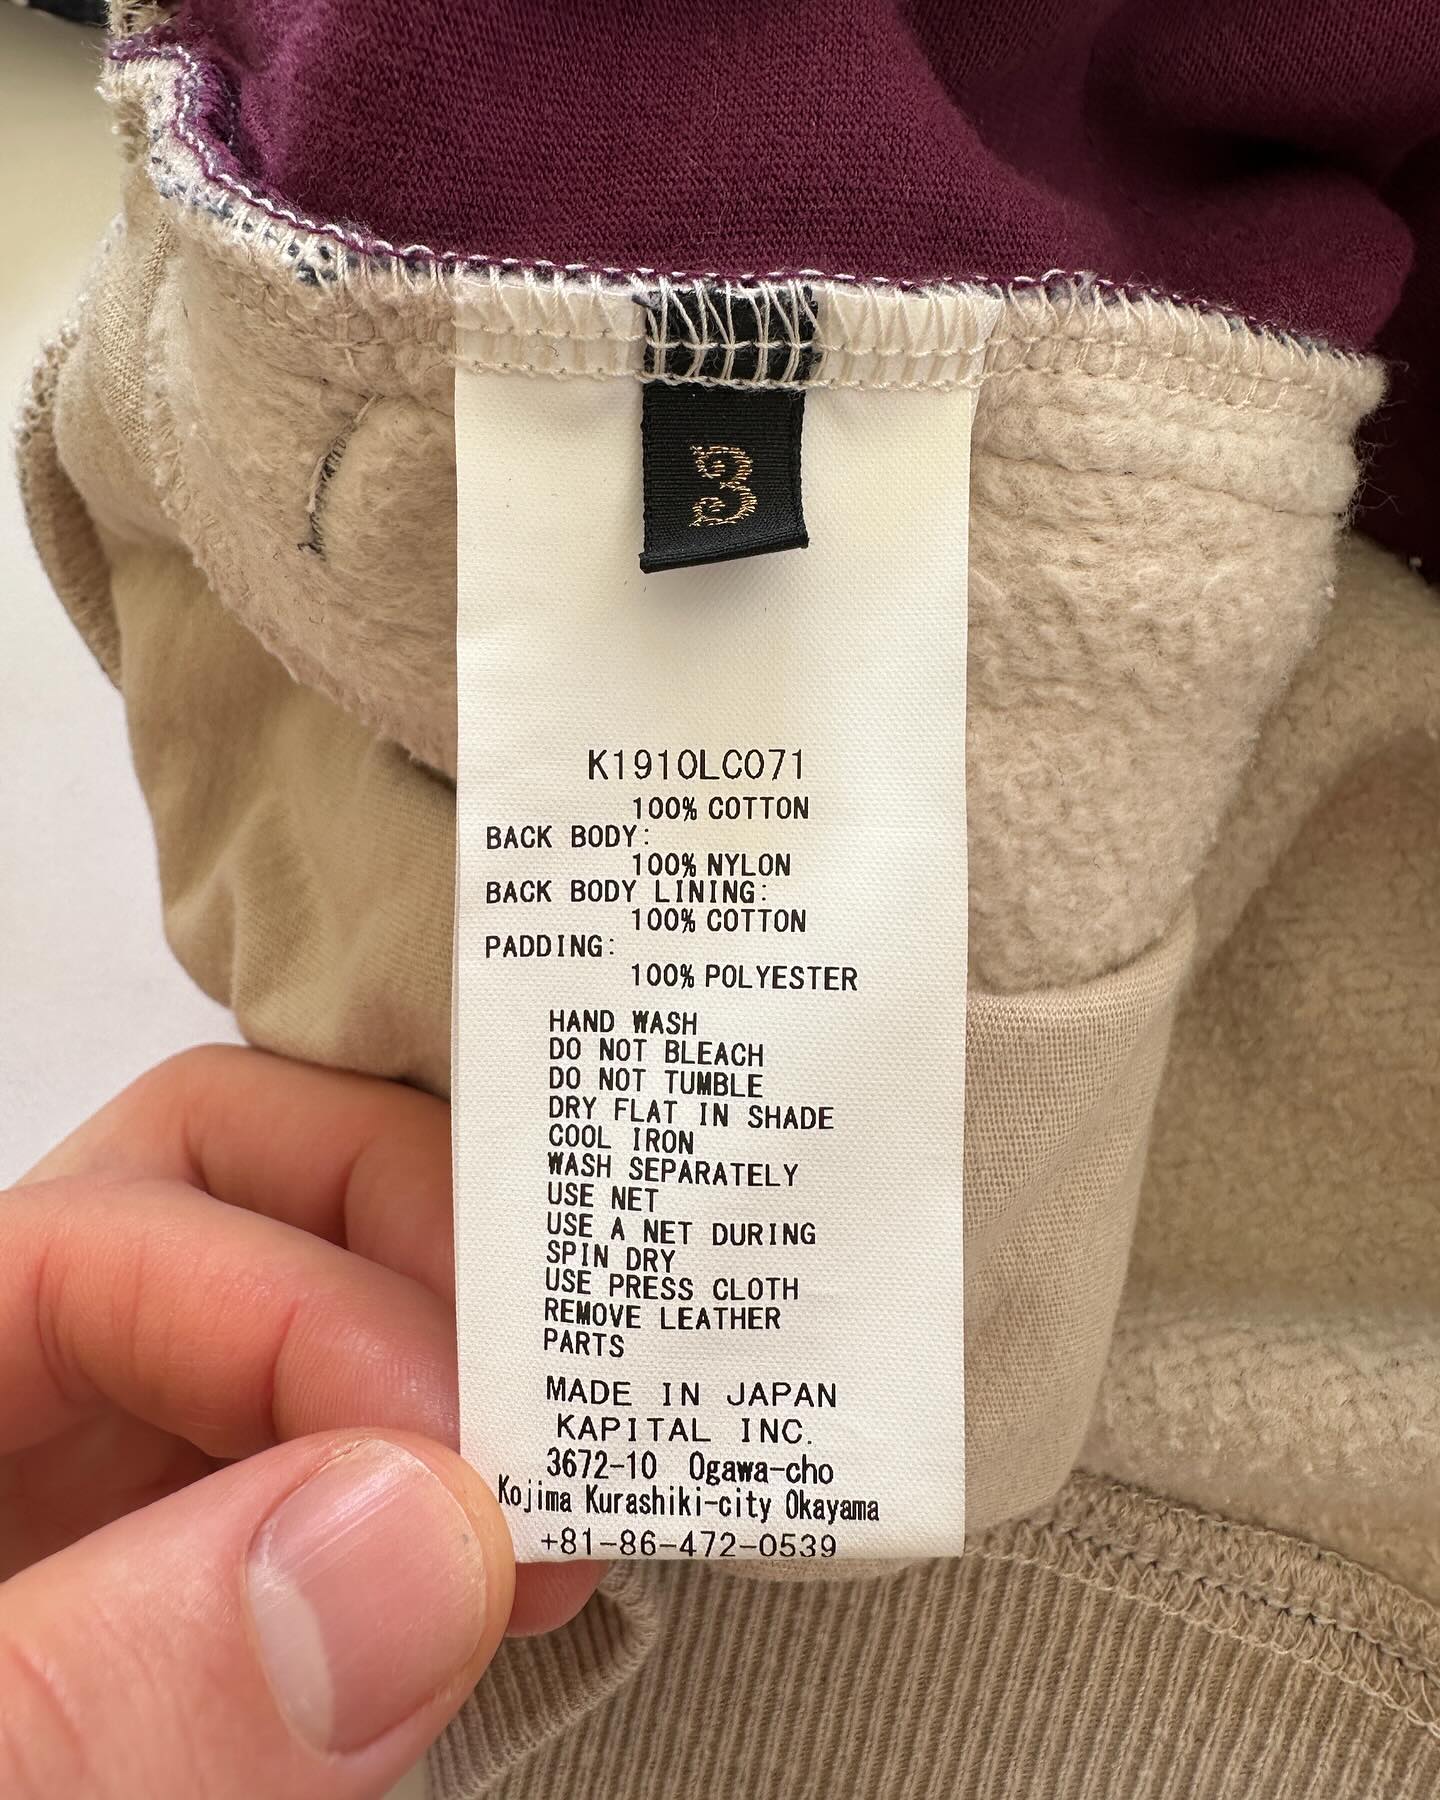 3
K1910LC071
100% COTTON
BACK BODY:
100% NYLON
BACK BODY LINING:
100% COTTON
PADDING:
100% POLYESTER
HAND WASH
DO NOT BLEACH
DO NOT TUMBLE
DRY FLAT IN SHADE
COOL IRON
WASH SEPARATELY
USE NET
USE A NET DURING
SPIN DRY
USE PRESS CLOTH
REMOVE LEATHER
PARTS
MADE IN JAPAN
KAPITAL INC.
3672-10 Ogawa-cho
Kojima Kurashiki-city Okayama
+81-86-472-0539